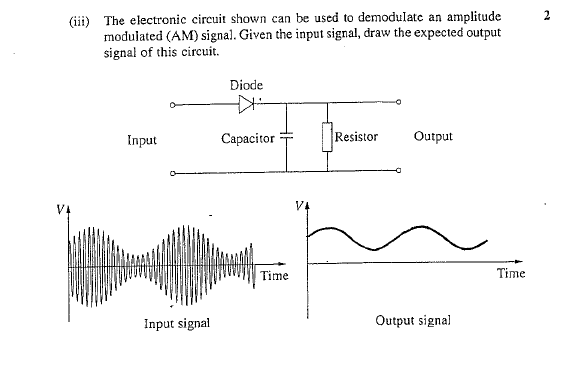 (iii) The electronic circuit shown can be used to demodulate an amplitude 2
modulated (AM) signal. Given the input signal, draw the expected output
signal of this circuit.
Diode
Input Capacitor Resistor Output
V V
Time Time
Input signal Output signal